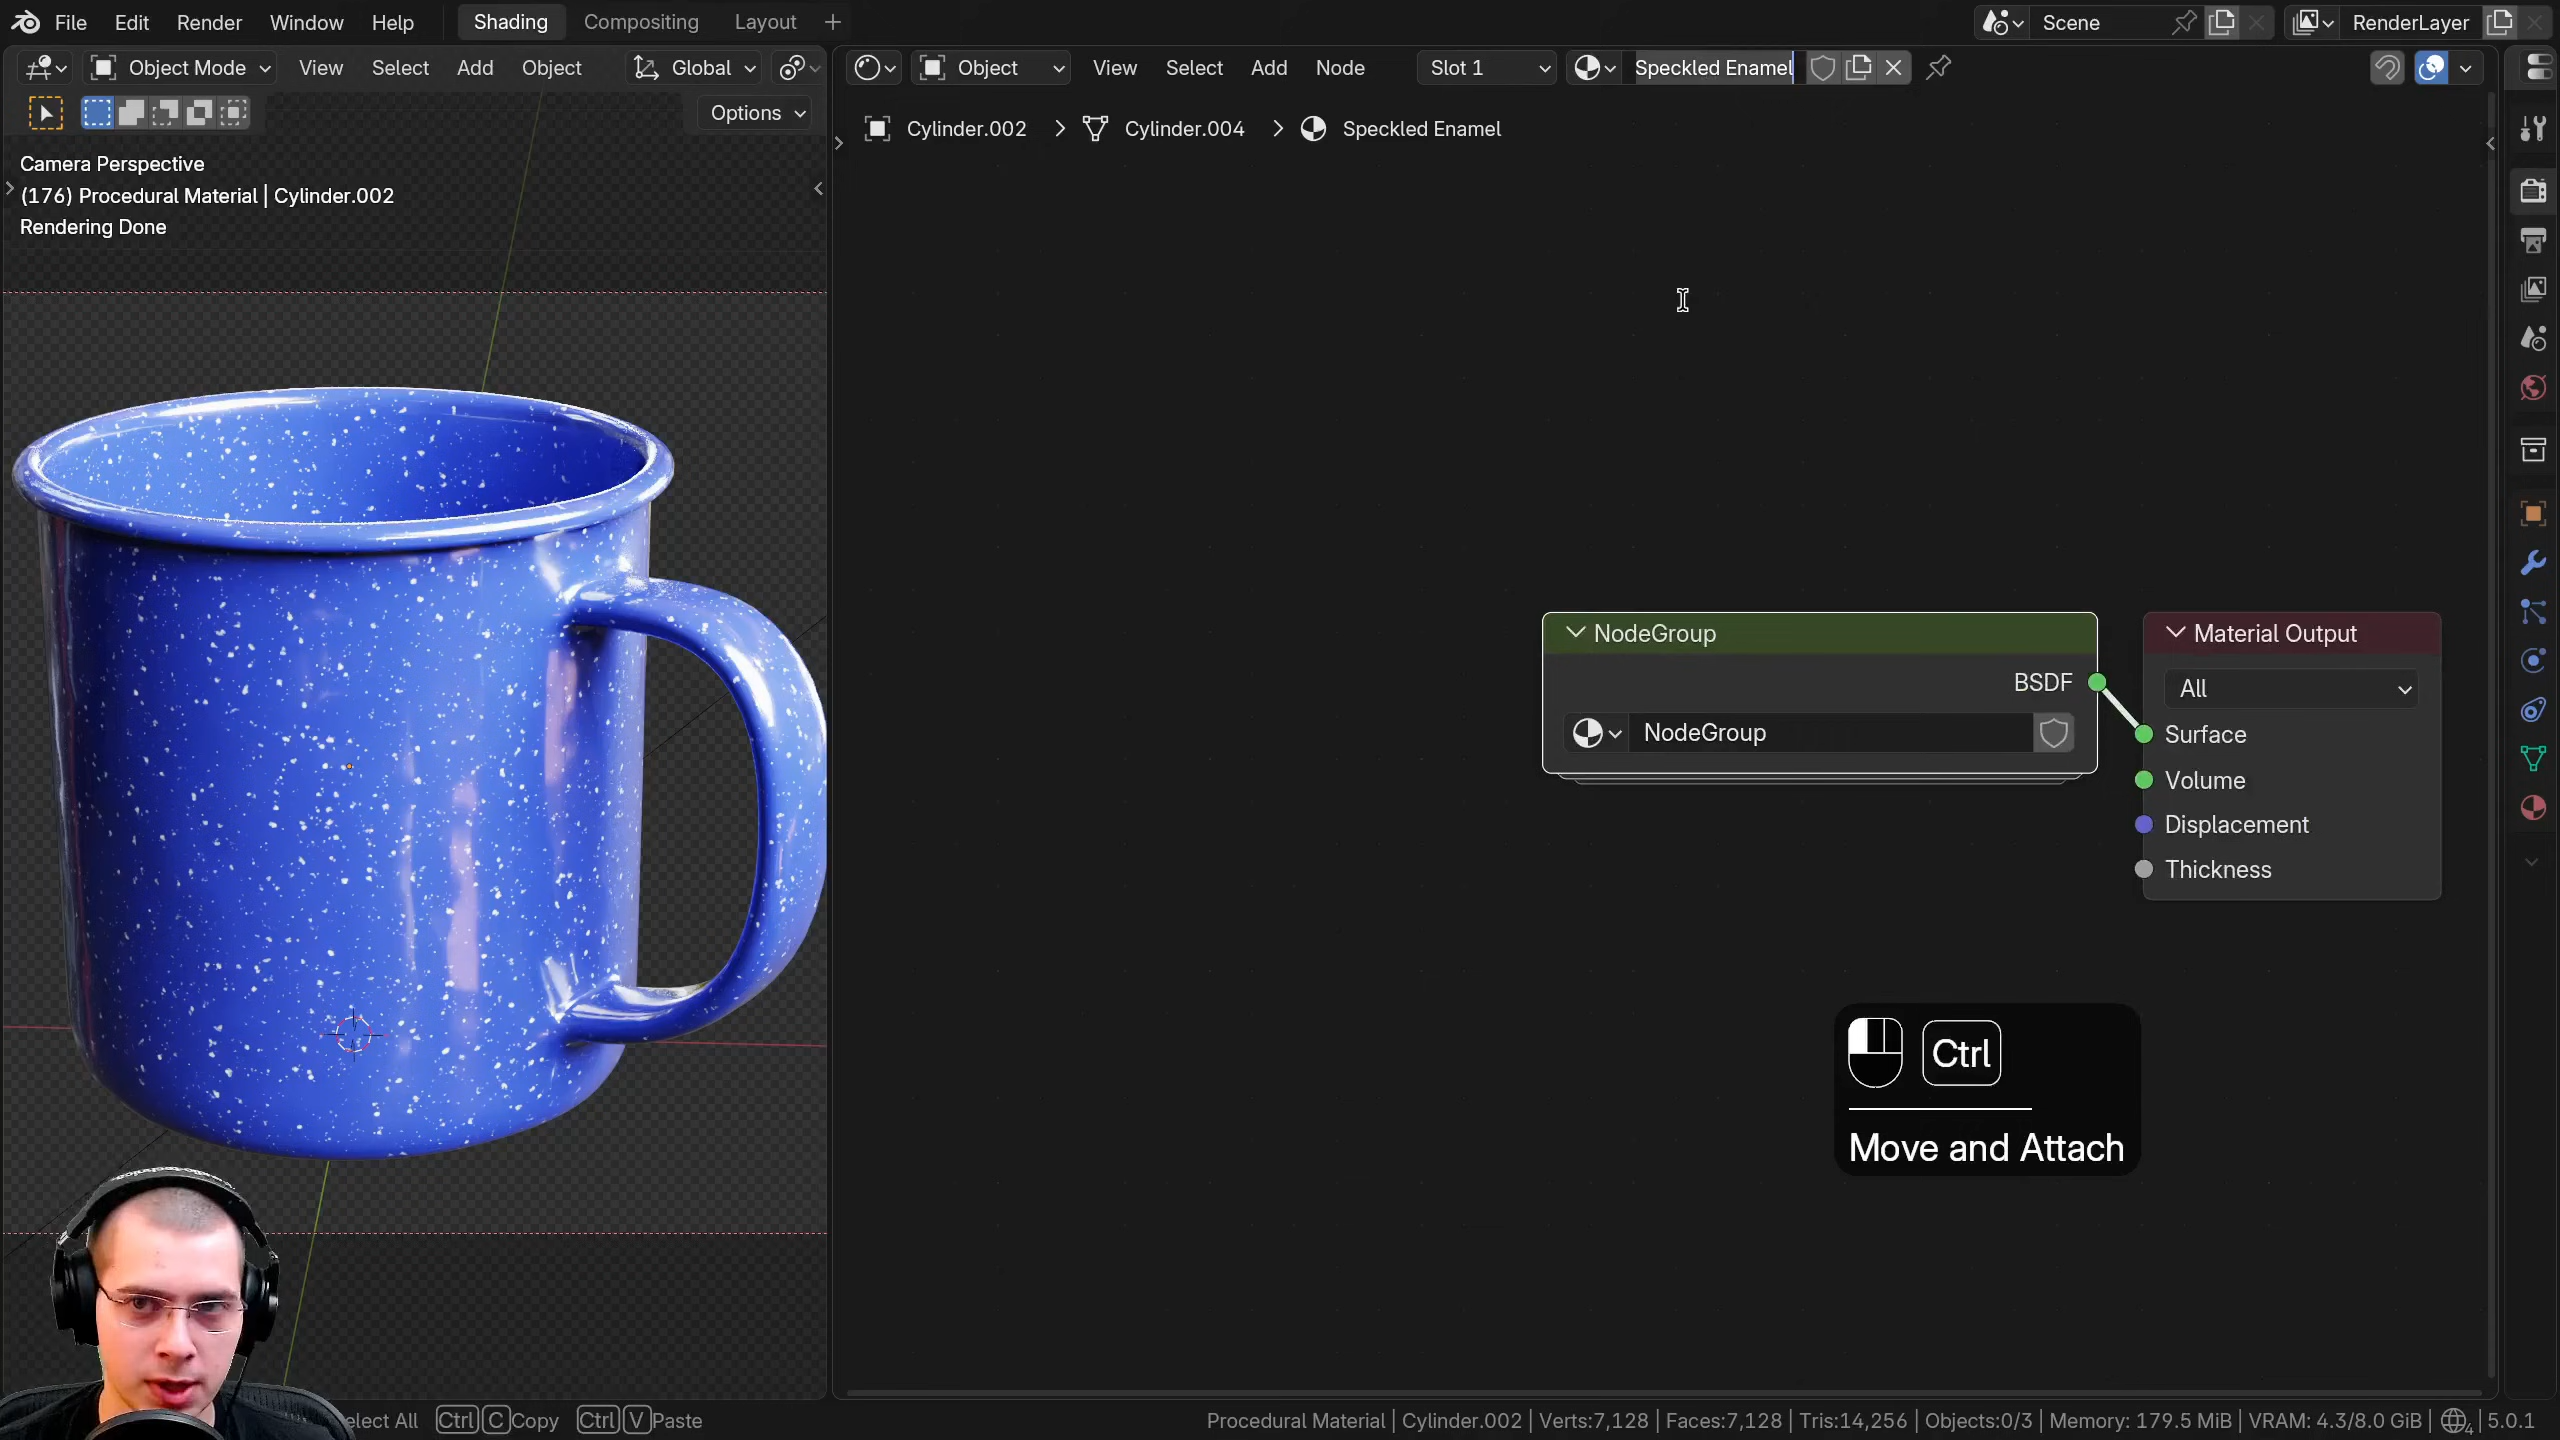 File Edit Render Window Help Shading Compositing Layout + Scene RenderLayer
Object Mode View Select Add Object Global
Object View Select Add Node Slot 1 Speckled Enamel
Options
Cylinder.002 > Cylinder.004 > Speckled Enamel
Camera Perspective
(176) Procedural Material | Cylinder.002
Rendering Done
NodeGroup
BSDF
NodeGroup
Material Output
All
Surface
Volume
Displacement
Thickness
Ctrl
Move and Attach
elect All Ctrl C Copy Ctrl V Paste
Procedural Material | Cylinder.002 | Verts:7,128 | Faces:7,128 | Tris:14,256 | Objects:0/3 | Memory: 179.5 MiB | VRAM: 4.3/8.0 GiB | 4 | 5.0.1